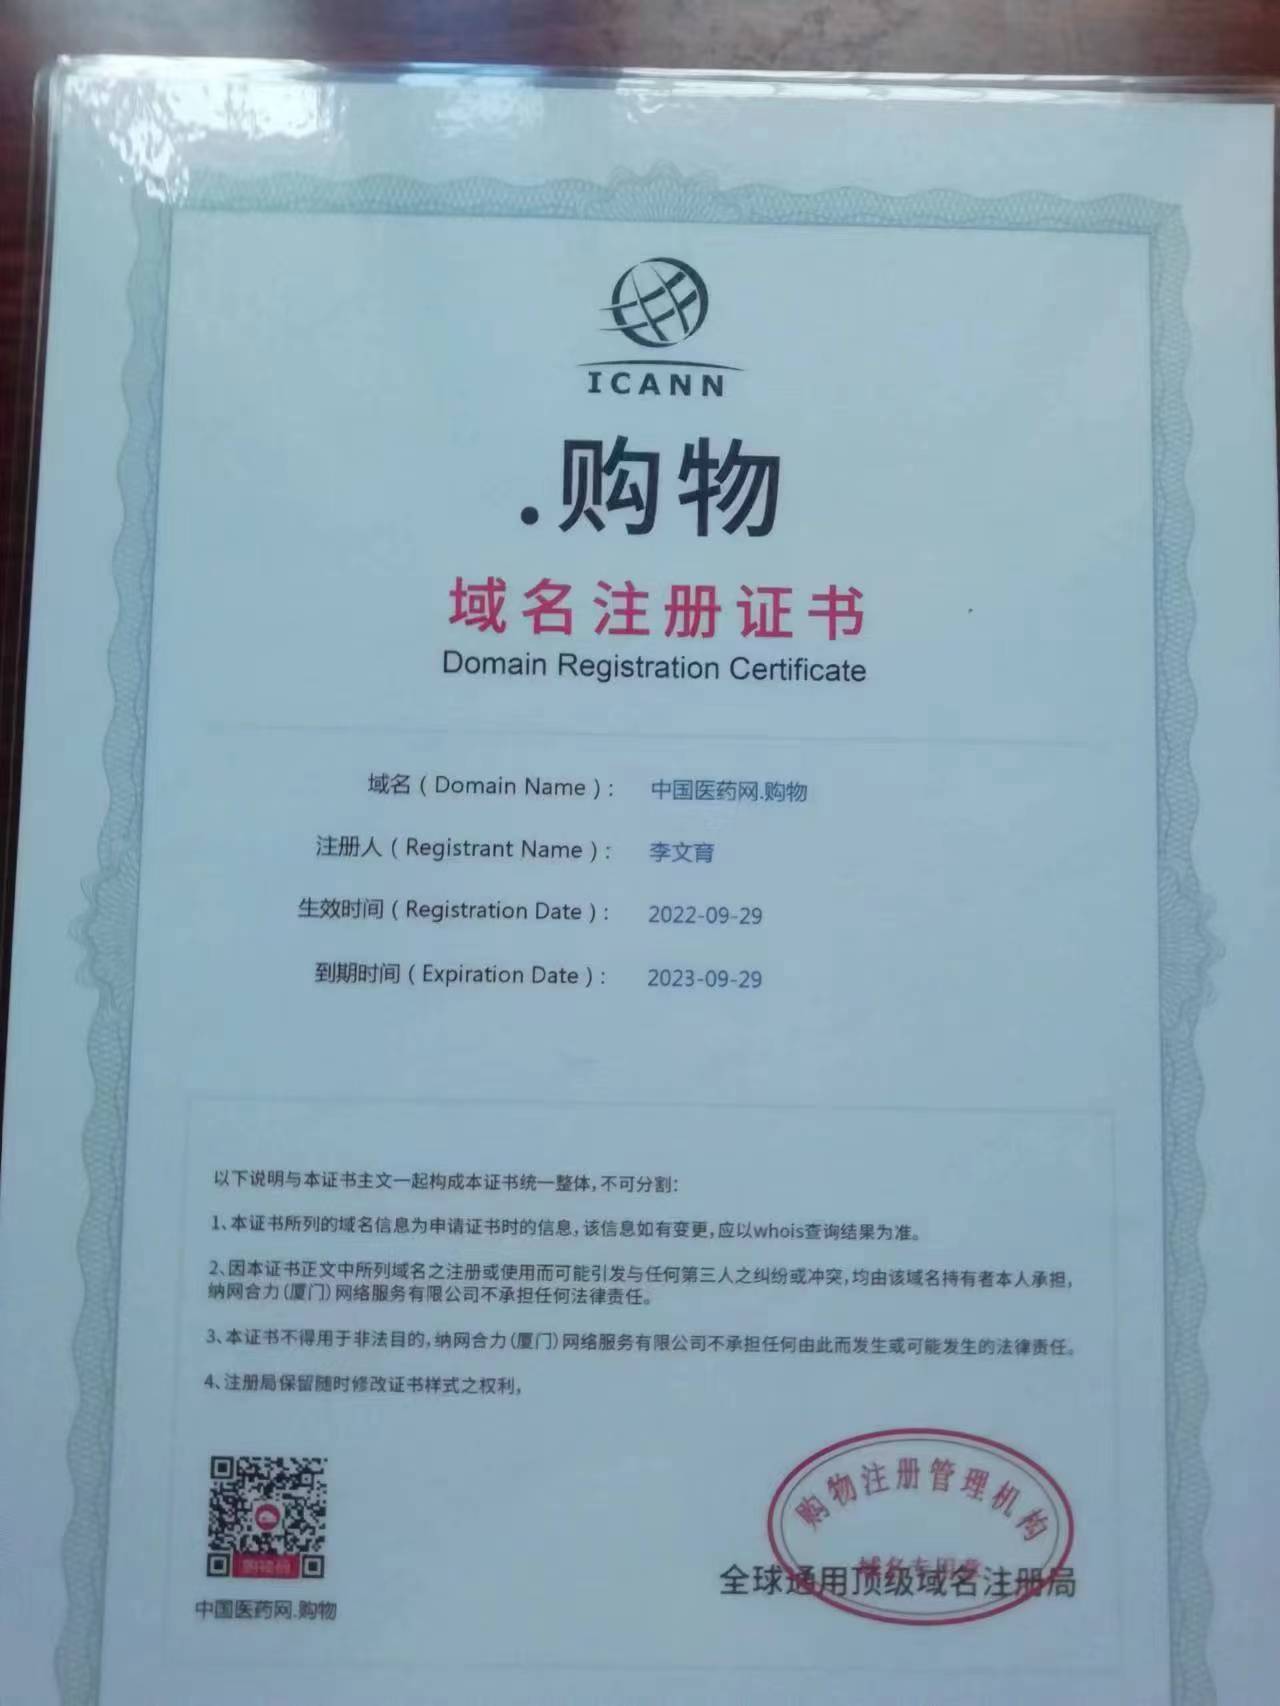 ICANN
.购物
域名注册证书
Domain Registration Certificate
域名（Domain Name）: 中国医药网.购物
注册人（Registrant Name）: 李文育
生效时间（Registration Date）: 2022-09-29
到期时间（Expiration Date）: 2023-09-29
以下说明与本证书主文一起构成本证书统一整体,不可分割:
1、本证书所列的域名信息为申请证书时的信息,该信息如有变更,应以whois查询结果为准。
2、因本证书正文中所列域名之注册或使用而可能引发与任何第三人之纠纷或冲突,均由该域名持有者本人承担,
纳网合力(厦门)网络服务有限公司不承担任何法律责任。
3、本证书不得用于非法目的,纳网合力(厦门)网络服务有限公司不承担任何由此而发生或可能发生的法律责任。
4、注册局保留随时修改证书样式之权利,
中国医药网.购物
购物注册管理机构
域名专用章
全球通用顶级域名注册局